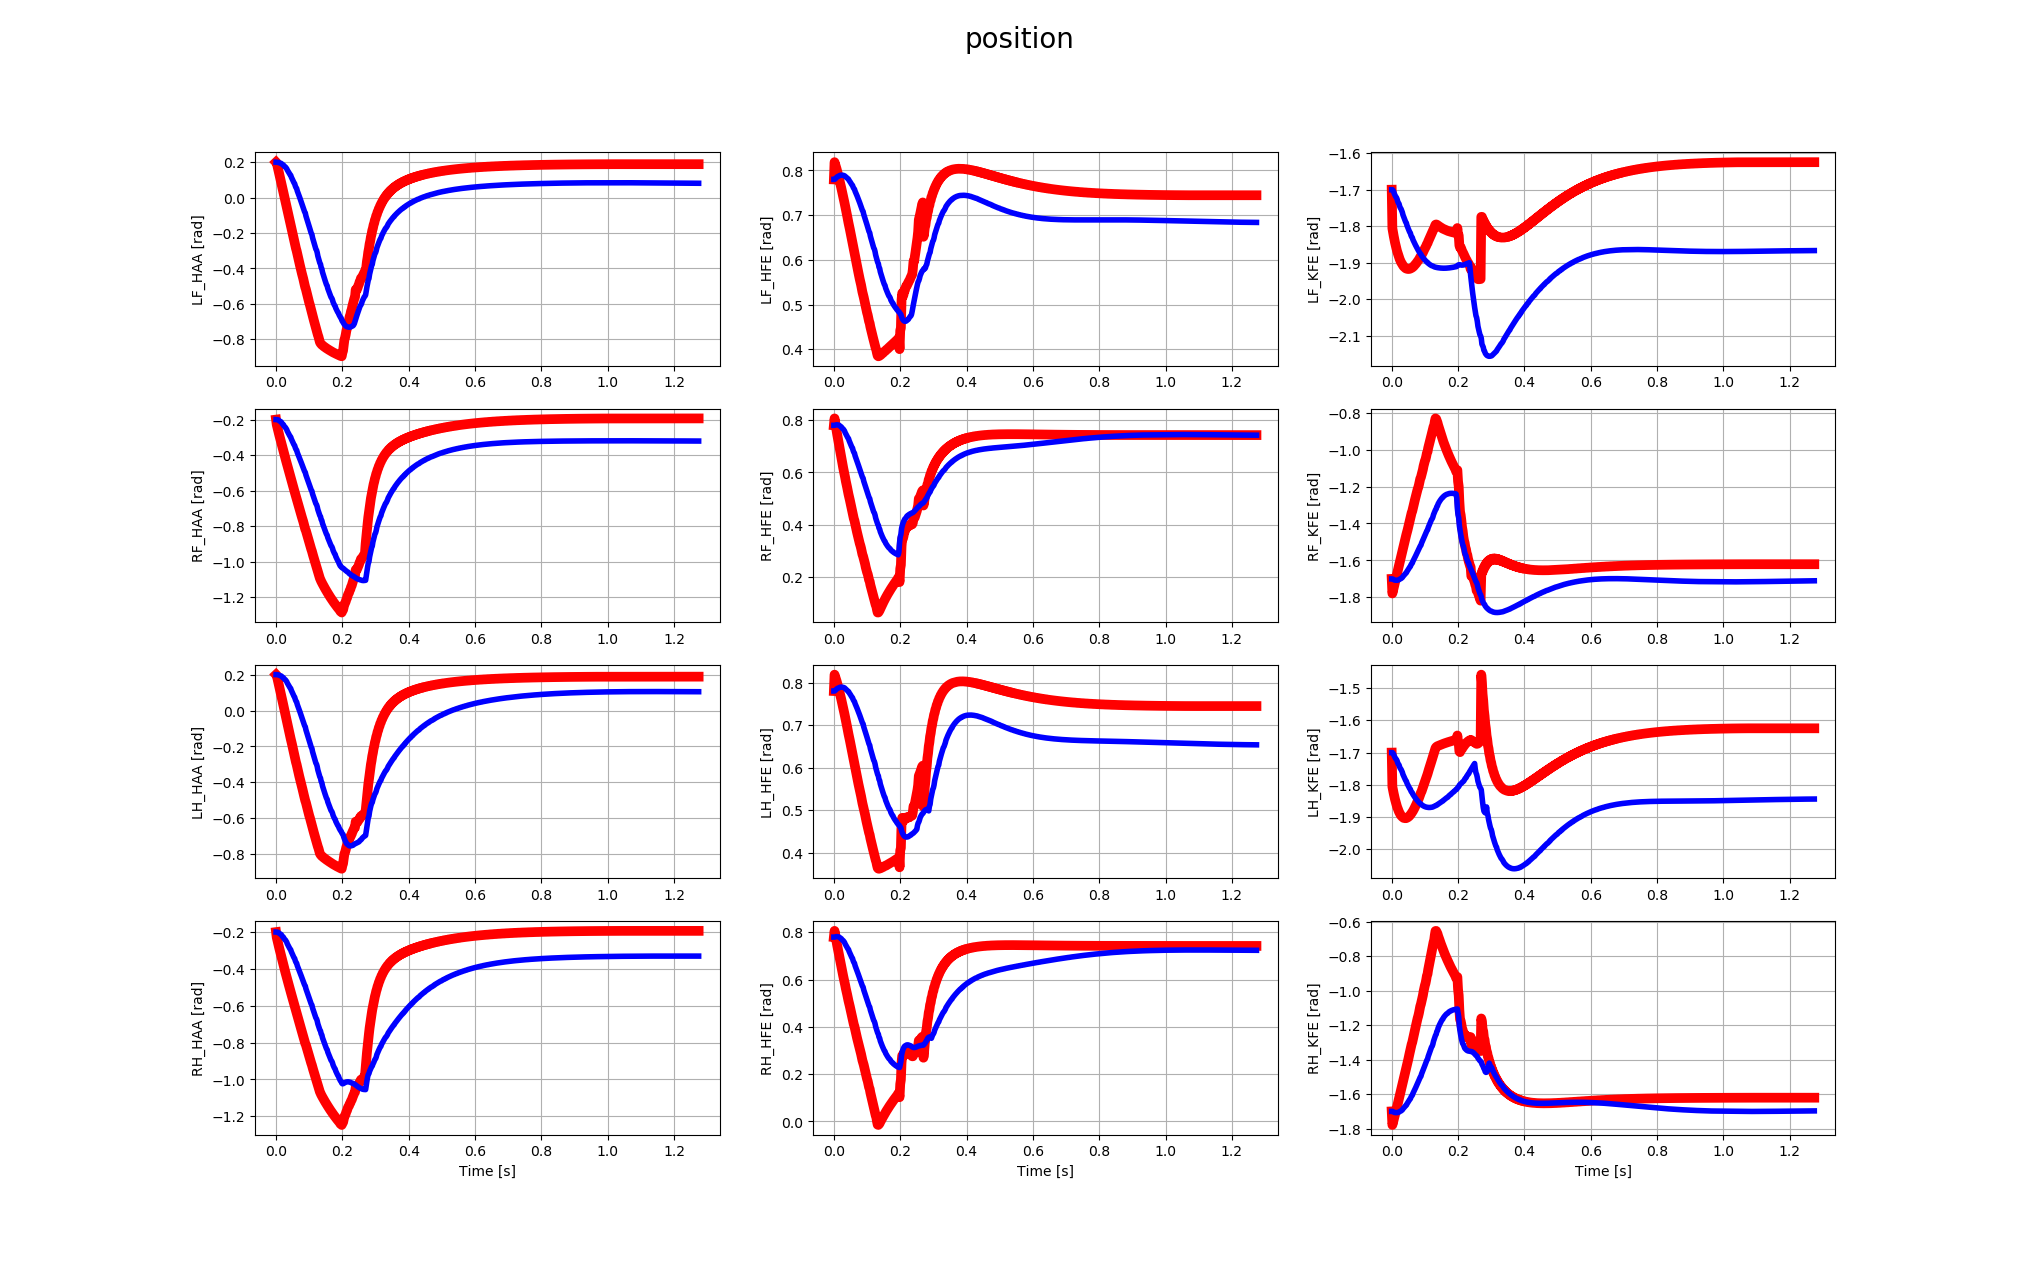 position
LF_HAA [rad]
0.2
0.0
−0.2
−0.4
−0.6
−0.8
0.0 0.2 0.4 0.6 0.8 1.0 1.2
LF_HFE [rad]
0.8
0.7
0.6
0.5
0.4
0.0 0.2 0.4 0.6 0.8 1.0 1.2
LF_KFE [rad]
−1.6
−1.7
−1.8
−1.9
−2.0
−2.1
0.0 0.2 0.4 0.6 0.8 1.0 1.2
RF_HAA [rad]
−0.2
−0.4
−0.6
−0.8
−1.0
−1.2
0.0 0.2 0.4 0.6 0.8 1.0 1.2
RF_HFE [rad]
0.8
0.6
0.4
0.2
0.0 0.2 0.4 0.6 0.8 1.0 1.2
RF_KFE [rad]
−0.8
−1.0
−1.2
−1.4
−1.6
−1.8
0.0 0.2 0.4 0.6 0.8 1.0 1.2
LH_HAA [rad]
0.2
0.0
−0.2
−0.4
−0.6
−0.8
0.0 0.2 0.4 0.6 0.8 1.0 1.2
LH_HFE [rad]
0.8
0.7
0.6
0.5
0.4
0.0 0.2 0.4 0.6 0.8 1.0 1.2
LH_KFE [rad]
−1.5
−1.6
−1.7
−1.8
−1.9
−2.0
0.0 0.2 0.4 0.6 0.8 1.0 1.2
RH_HAA [rad]
−0.2
−0.4
−0.6
−0.8
−1.0
−1.2
0.0 0.2 0.4 0.6 0.8 1.0 1.2
Time [s]
RH_HFE [rad]
0.8
0.6
0.4
0.2
0.0
0.0 0.2 0.4 0.6 0.8 1.0 1.2
Time [s]
RH_KFE [rad]
−0.6
−0.8
−1.0
−1.2
−1.4
−1.6
−1.8
0.0 0.2 0.4 0.6 0.8 1.0 1.2
Time [s]